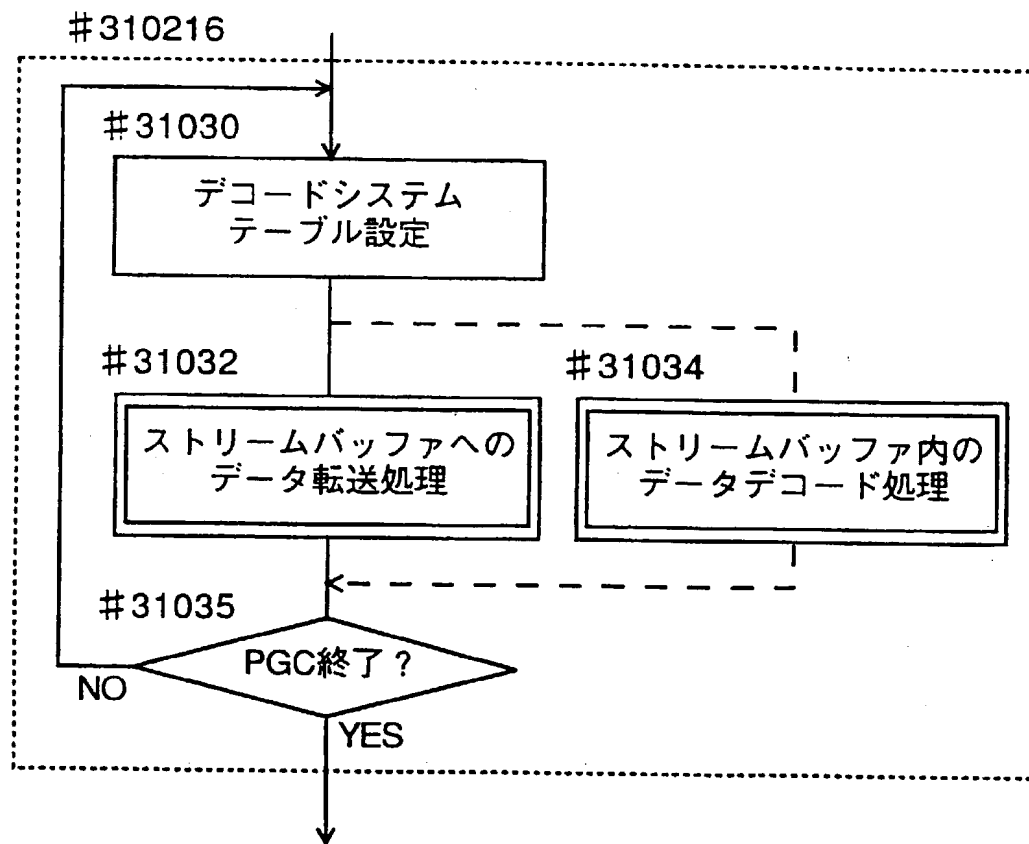 #310216
#31030
デコードシステム
テーブル設定
#31032
#31034
ストリームバッファへの
データ転送処理
ストリームバッファ内の
データデコード処理
#31035
PGC終了？
NO
YES